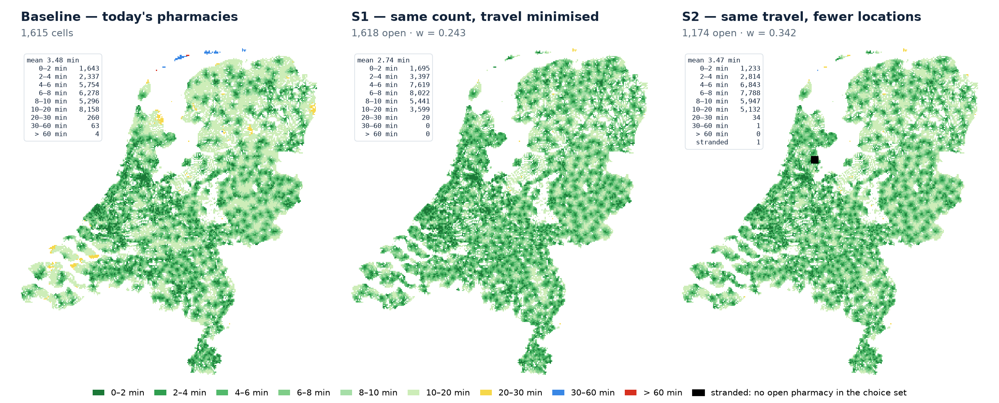 Baseline — today's pharmacies
1,615 cells
mean 3.48 min
0–2 min 1,643
2–4 min 2,337
4–6 min 5,754
6–8 min 6,278
8–10 min 5,296
10–20 min 8,158
20–30 min 260
30–60 min 63
> 60 min 4
S1 — same count, travel minimised
1,618 open · w = 0.243
mean 2.74 min
0–2 min 1,695
2–4 min 3,397
4–6 min 7,619
6–8 min 8,022
8–10 min 5,441
10–20 min 3,599
20–30 min 20
30–60 min 0
> 60 min 0
S2 — same travel, fewer locations
1,174 open · w = 0.342
mean 3.47 min
0–2 min 1,233
2–4 min 2,814
4–6 min 6,843
6–8 min 7,788
8–10 min 5,947
10–20 min 5,132
20–30 min 34
30–60 min 1
> 60 min 0
stranded 1
0–2 min 2–4 min 4–6 min 6–8 min 8–10 min 10–20 min 20–30 min 30–60 min > 60 min stranded: no open pharmacy in the choice set